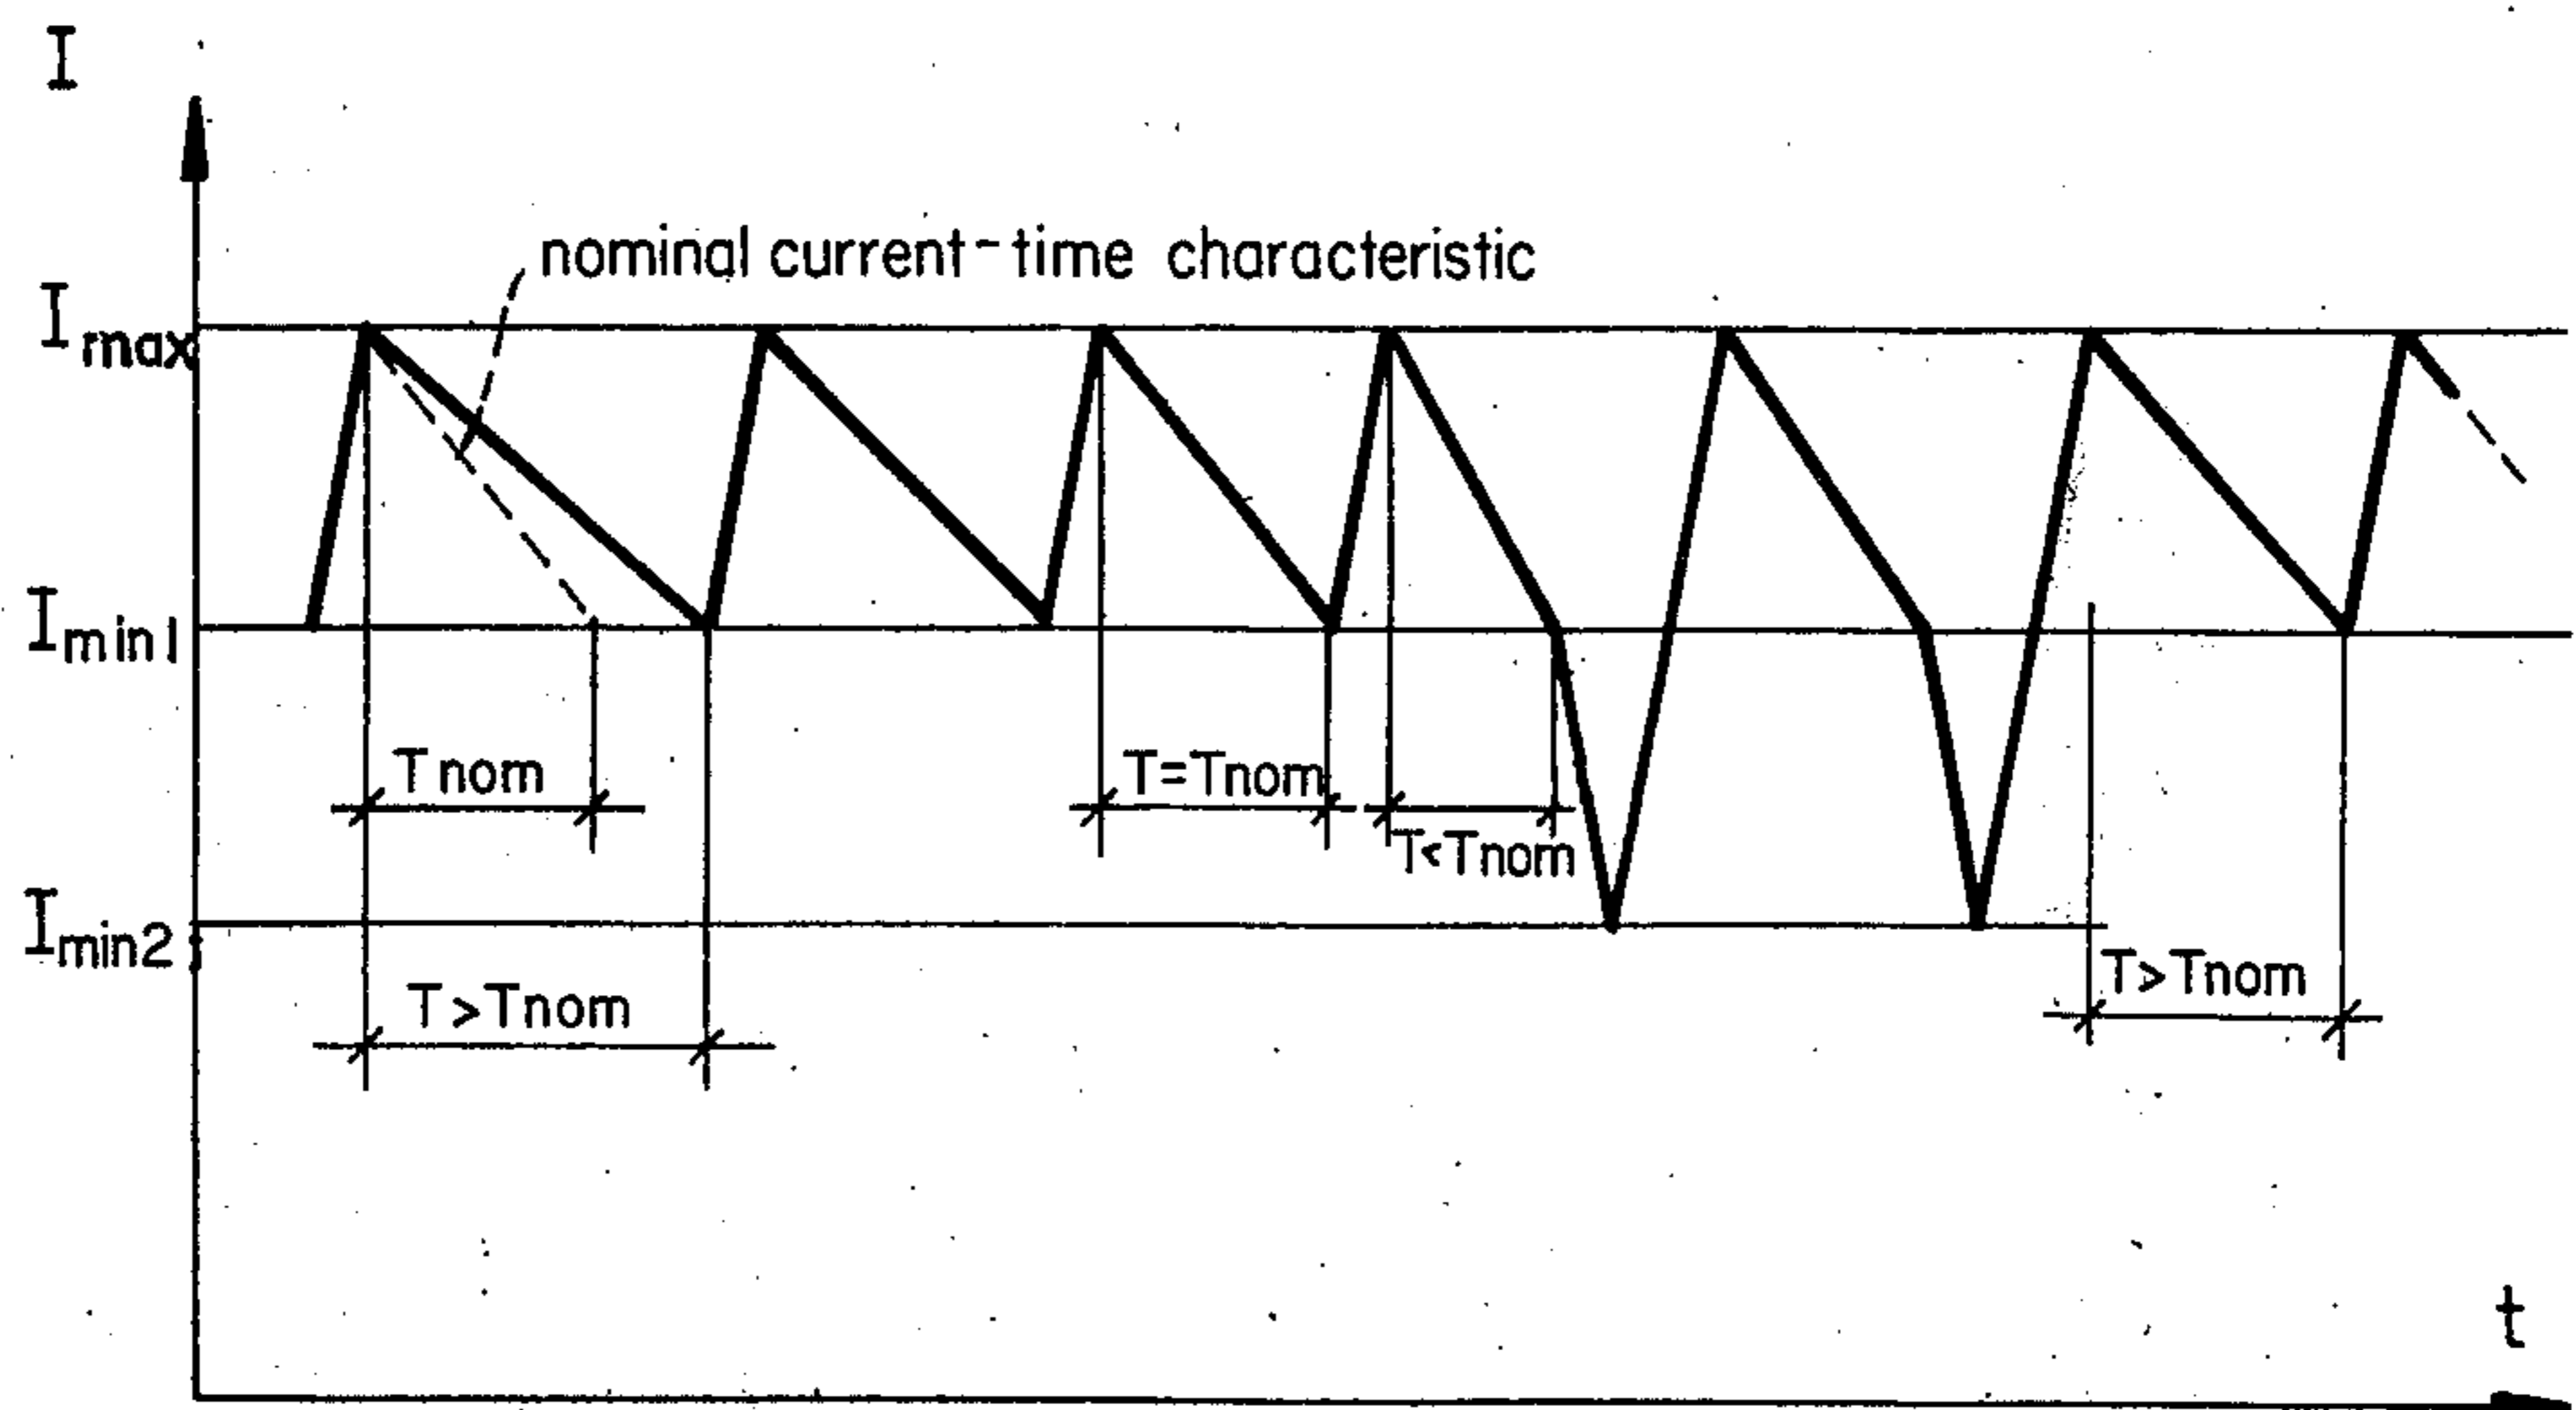 I
nominal current-time characteristic
Imax
Imin1
Tnom
T=Tnom
T<Tnom
Imin2
T>Tnom
T>Tnom
t